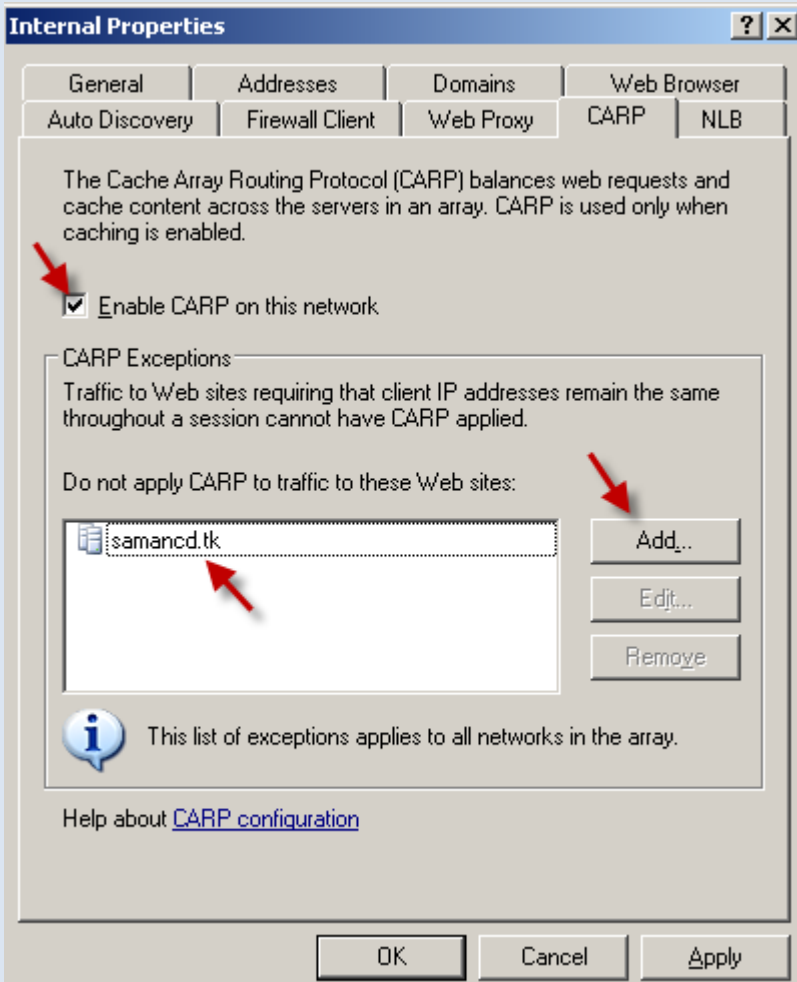 Internal Properties
General Addresses Domains Web Browser
Auto Discovery Firewall Client Web Proxy CARP NLB
The Cache Array Routing Protocol (CARP) balances web requests and
cache content across the servers in an array. CARP is used only when
caching is enabled.
Enable CARP on this network
CARP Exceptions
Traffic to Web sites requiring that client IP addresses remain the same
throughout a session cannot have CARP applied.
Do not apply CARP to traffic to these Web sites:
samancd.tk
Add...
Edit...
Remove
This list of exceptions applies to all networks in the array.
Help about CARP configuration
OK Cancel Apply